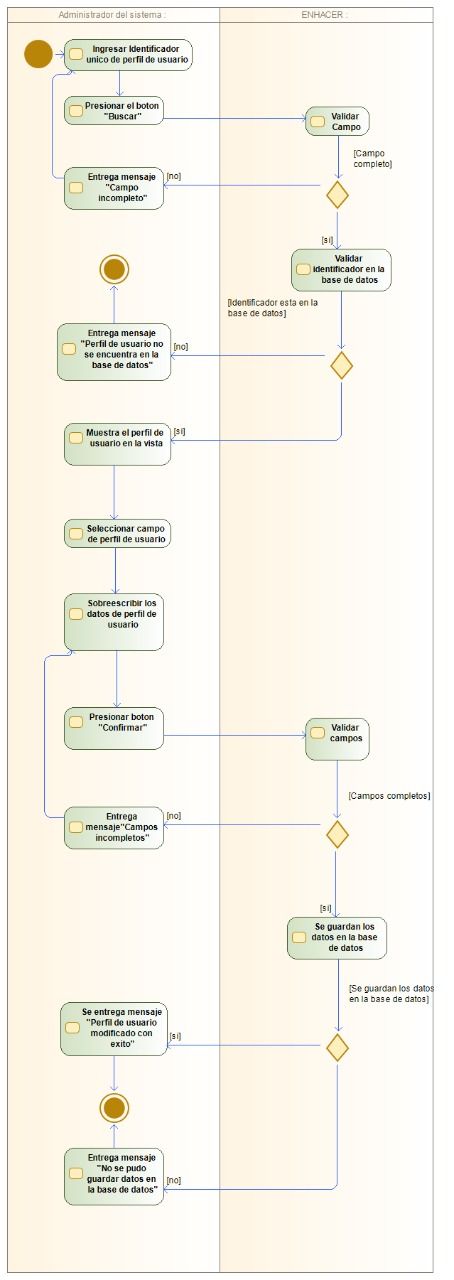 Administrador del sistema :
ENHACER :
Ingresar Identificador
unico de perfil de usuario
Presionar el boton
"Buscar"
Validar
Campo
[Campo
completo]
Entrega mensaje
"Campo
incompleto"
[no]
[si]
Validar
identificador en la
base de datos
[Identificador esta en la
base de datos]
Entrega mensaje
"Perfil de usuario no
se encuentra en la
base de datos"
[no]
Muestra el perfil de
usuario en la vista
[si]
Seleccionar campo
de perfil de usuario
Sobreescribir los
datos de perfil de
usuario
Presionar boton
"Confirmar"
Validar
campos
[Campos completos]
Entrega
mensaje"Campos
incompletos"
[no]
[si]
Se guardan los
datos en la base
de datos
[Se guardan los datos
en la base de datos]
Se entrega mensaje
"Perfil de usuario
modificado con
exito"
[si]
Entrega mensaje
"No se pudo
guardar datos en
la base de datos"
[no]